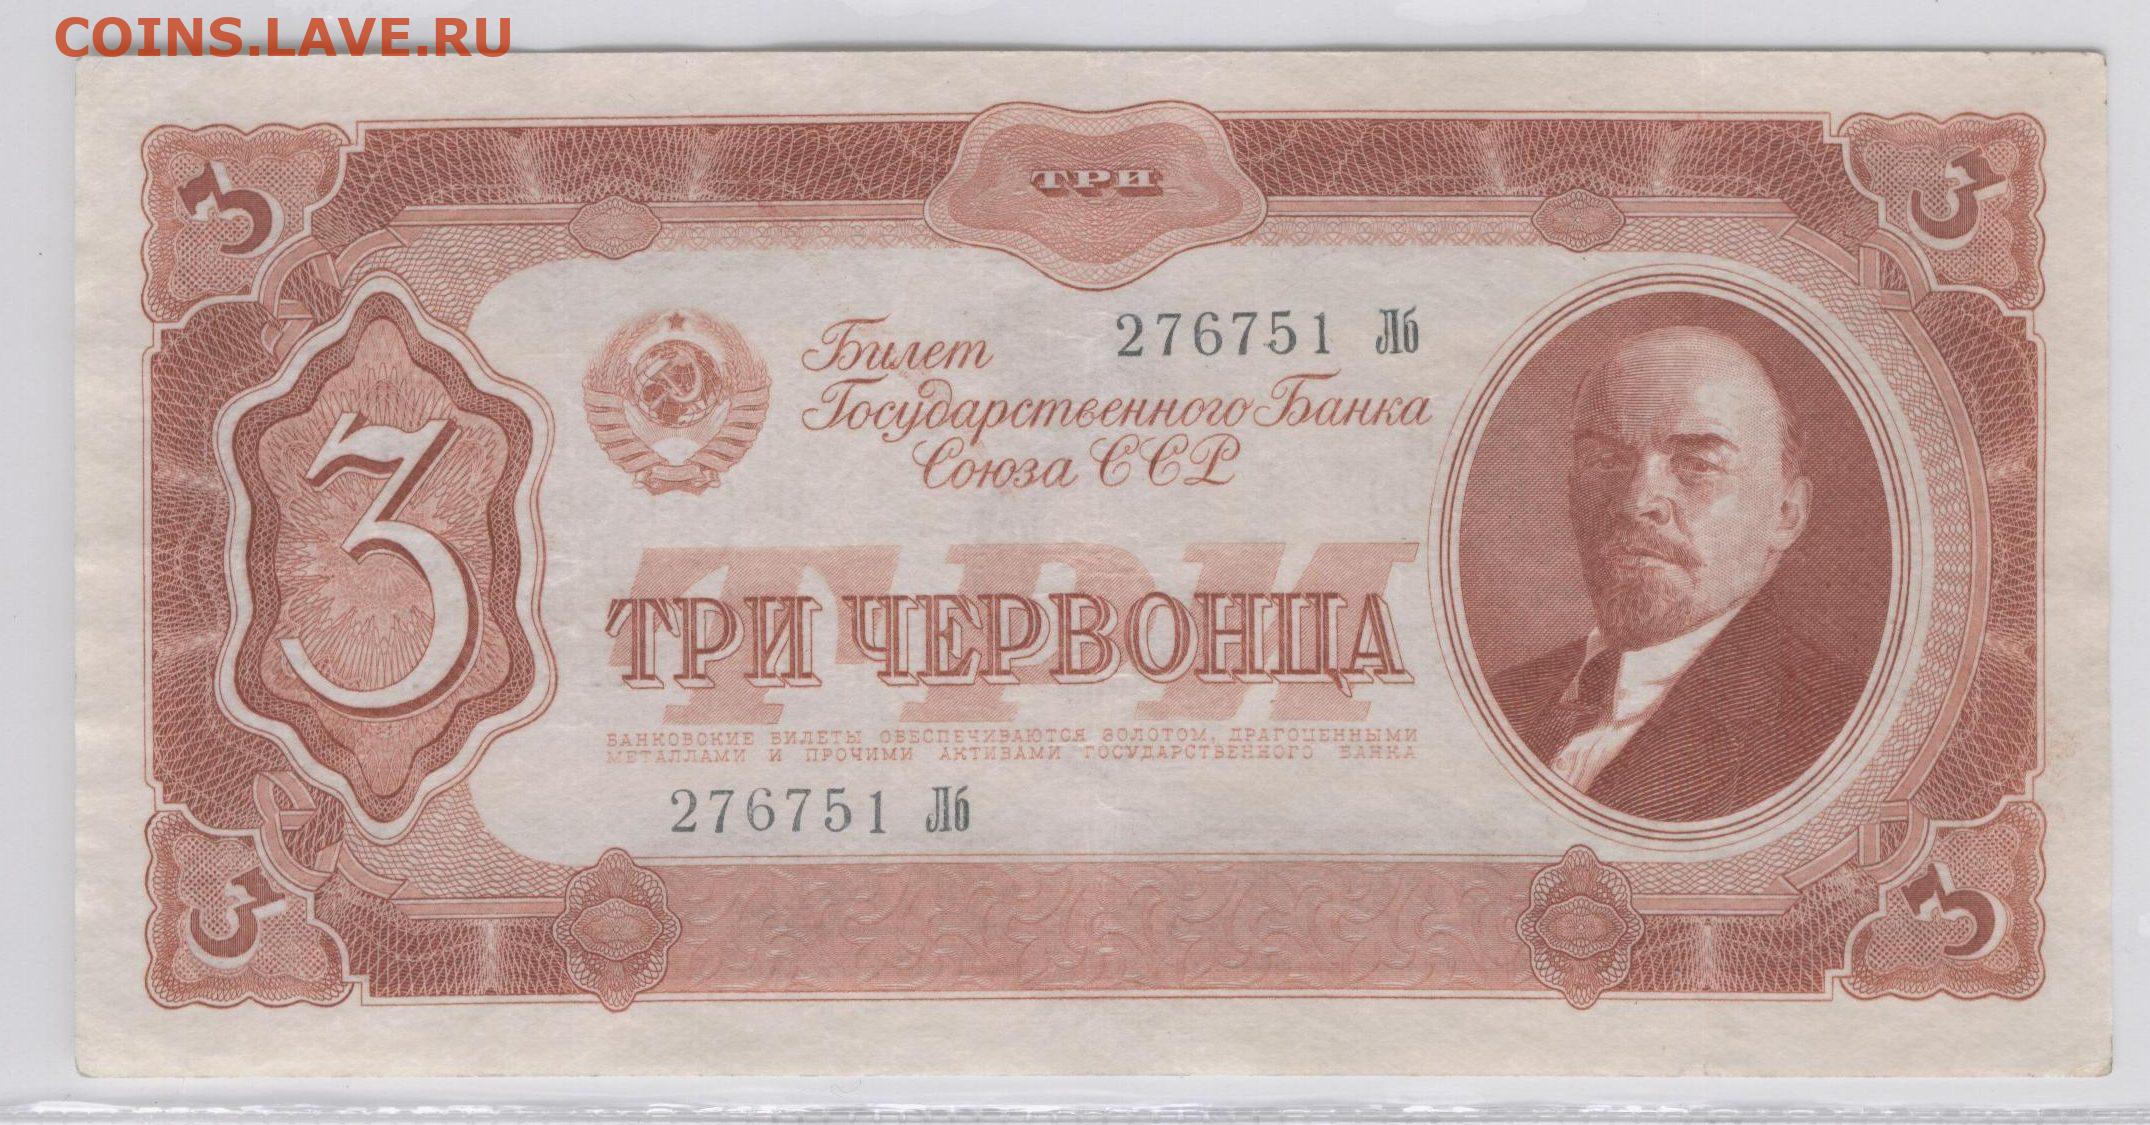 COINS.LAVE.RU
3
ТРИ
3
Билет
276751 Лб
Государственного Банка
Союза ССР
3
ТРИ
ТРИ ЧЕРВОНЦА
БАНКОВСКИЕ БИЛЕТЫ ОБЕСПЕЧИВАЮТСЯ ЗОЛОТОМ, ДРАГОЦЕННЫМИ
МЕТАЛЛАМИ И ПРОЧИМИ АКТИВАМИ ГОСУДАРСТВЕННОГО БАНКА
276751 Лб
3
3